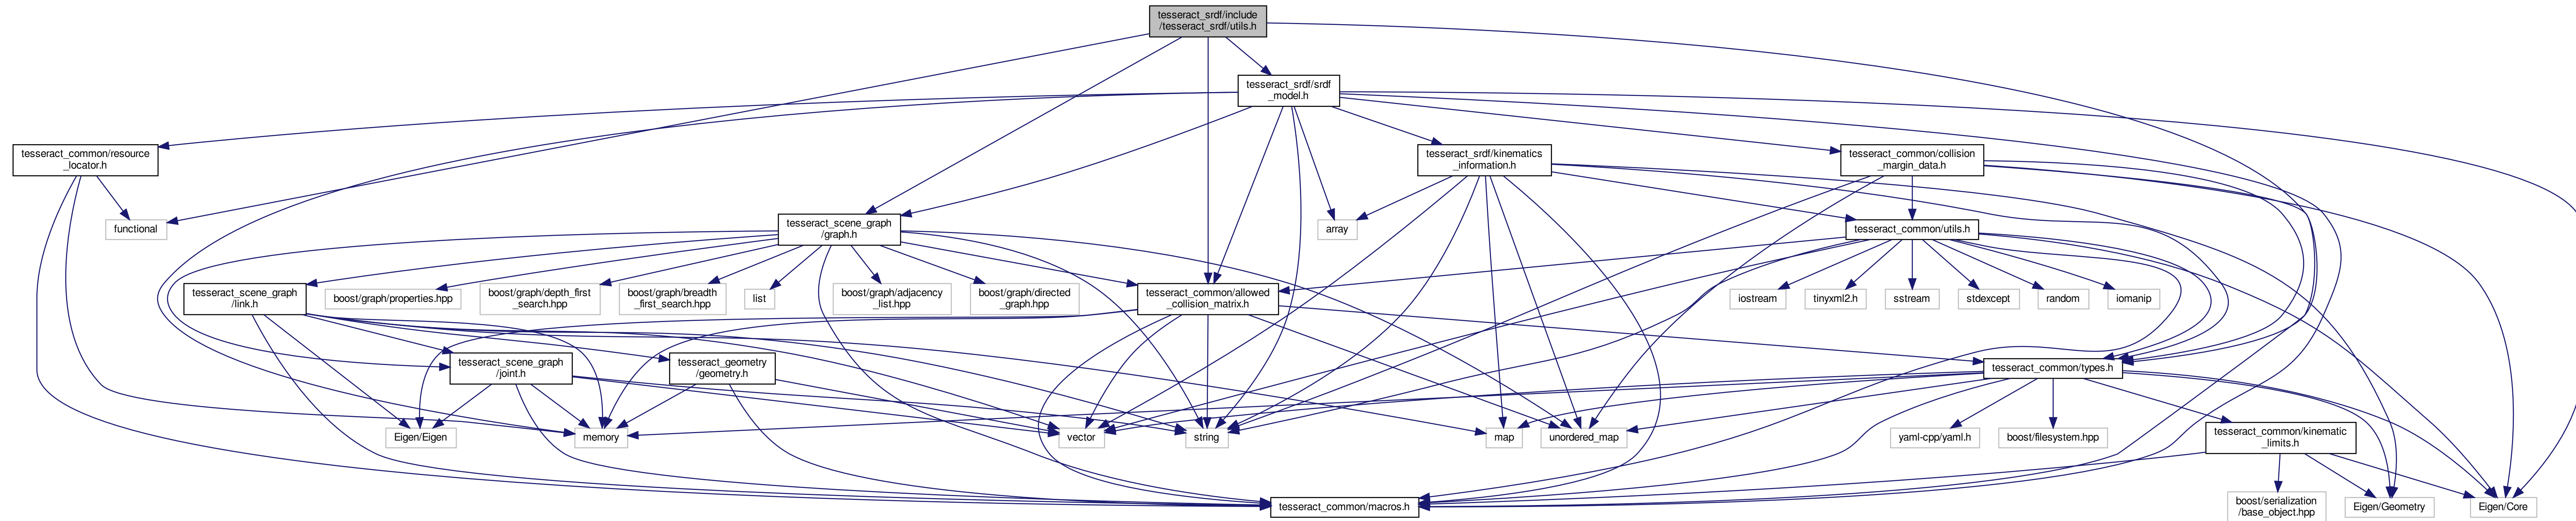 tesseract_srdf/include
/tesseract_srdf/utils.h
tesseract_srdf/srdf
_model.h
tesseract_common/resource
_locator.h
tesseract_srdf/kinematics
_information.h
tesseract_common/collision
_margin_data.h
functional
tesseract_scene_graph
/graph.h
array
tesseract_common/utils.h
tesseract_scene_graph
/link.h
boost/graph/properties.hpp
boost/graph/depth_first
_search.hpp
boost/graph/breadth
_first_search.hpp
list
boost/graph/adjacency
_list.hpp
boost/graph/directed
_graph.hpp
tesseract_common/allowed
_collision_matrix.h
iostream
tinyxml2.h
sstream
stdexcept
random
iomanip
tesseract_scene_graph
/joint.h
tesseract_geometry
/geometry.h
tesseract_common/types.h
Eigen/Eigen
memory
vector
string
map
unordered_map
yaml-cpp/yaml.h
boost/filesystem.hpp
tesseract_common/kinematic
_limits.h
tesseract_common/macros.h
boost/serialization
/base_object.hpp
Eigen/Geometry
Eigen/Core